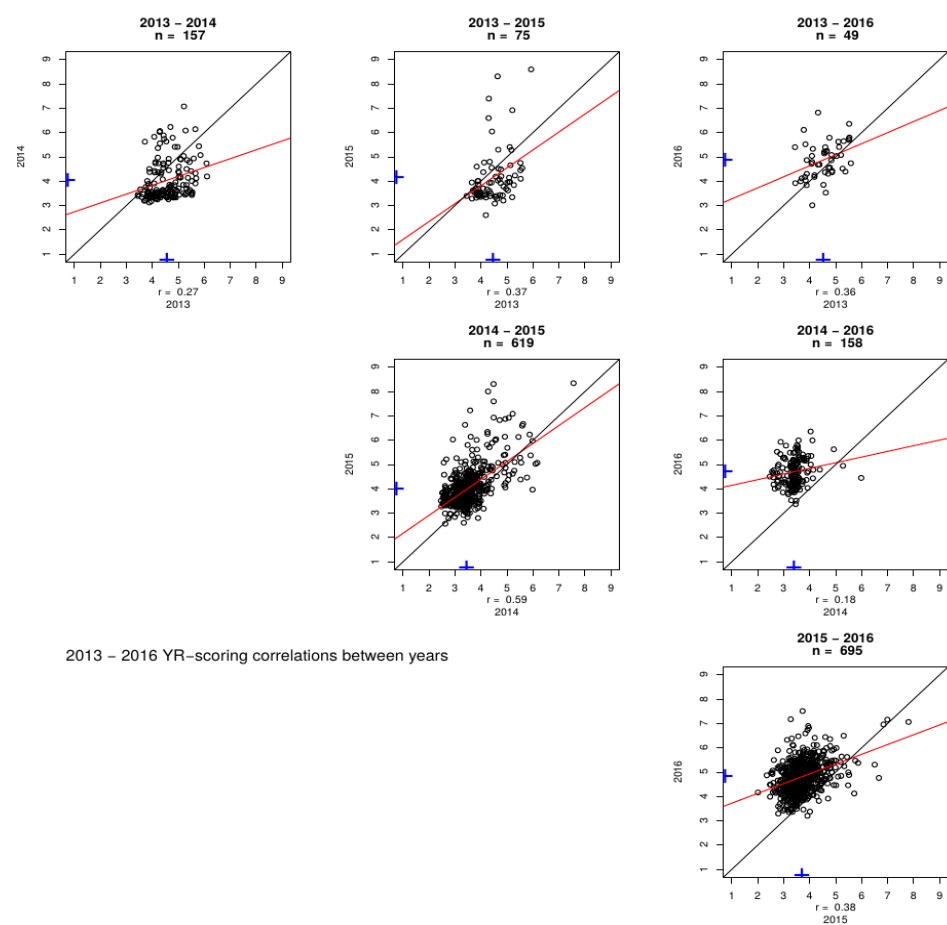 2013 − 2014
n = 157
2013 − 2015
n = 75
2013 − 2016
n = 49
9
8
7
6
5
4
3
2
1
2014
1 2 3 4 5 6 7 8 9
r = 0.27
2013
9
8
7
6
5
4
3
2
1
2015
1 2 3 4 5 6 7 8 9
r = 0.37
2013
9
8
7
6
5
4
3
2
1
2016
1 2 3 4 5 6 7 8 9
r = 0.36
2013
2014 − 2015
n = 619
2014 − 2016
n = 158
9
8
7
6
5
4
3
2
1
2015
1 2 3 4 5 6 7 8 9
r = 0.59
2014
9
8
7
6
5
4
3
2
1
2016
1 2 3 4 5 6 7 8 9
r = 0.18
2014
2013 − 2016 YR−scoring correlations between years
2015 − 2016
n = 695
9
8
7
6
5
4
3
2
1
2016
1 2 3 4 5 6 7 8 9
r = 0.38
2015